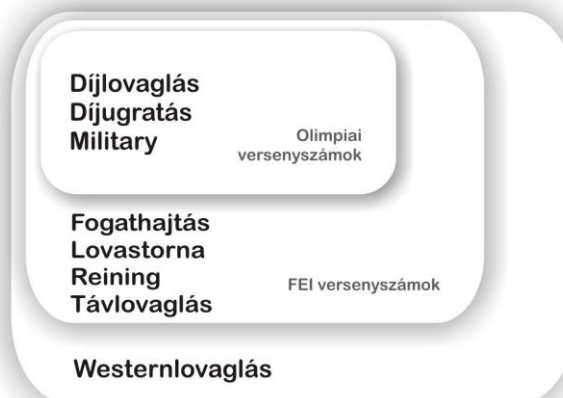 Díjlovaglás
Díjugratás
Military
Olimpiai
versenyszámok
Fogathajtás
Lovastorna
Reining
Távlovaglás
FEI versenyszámok
Westernlovaglás